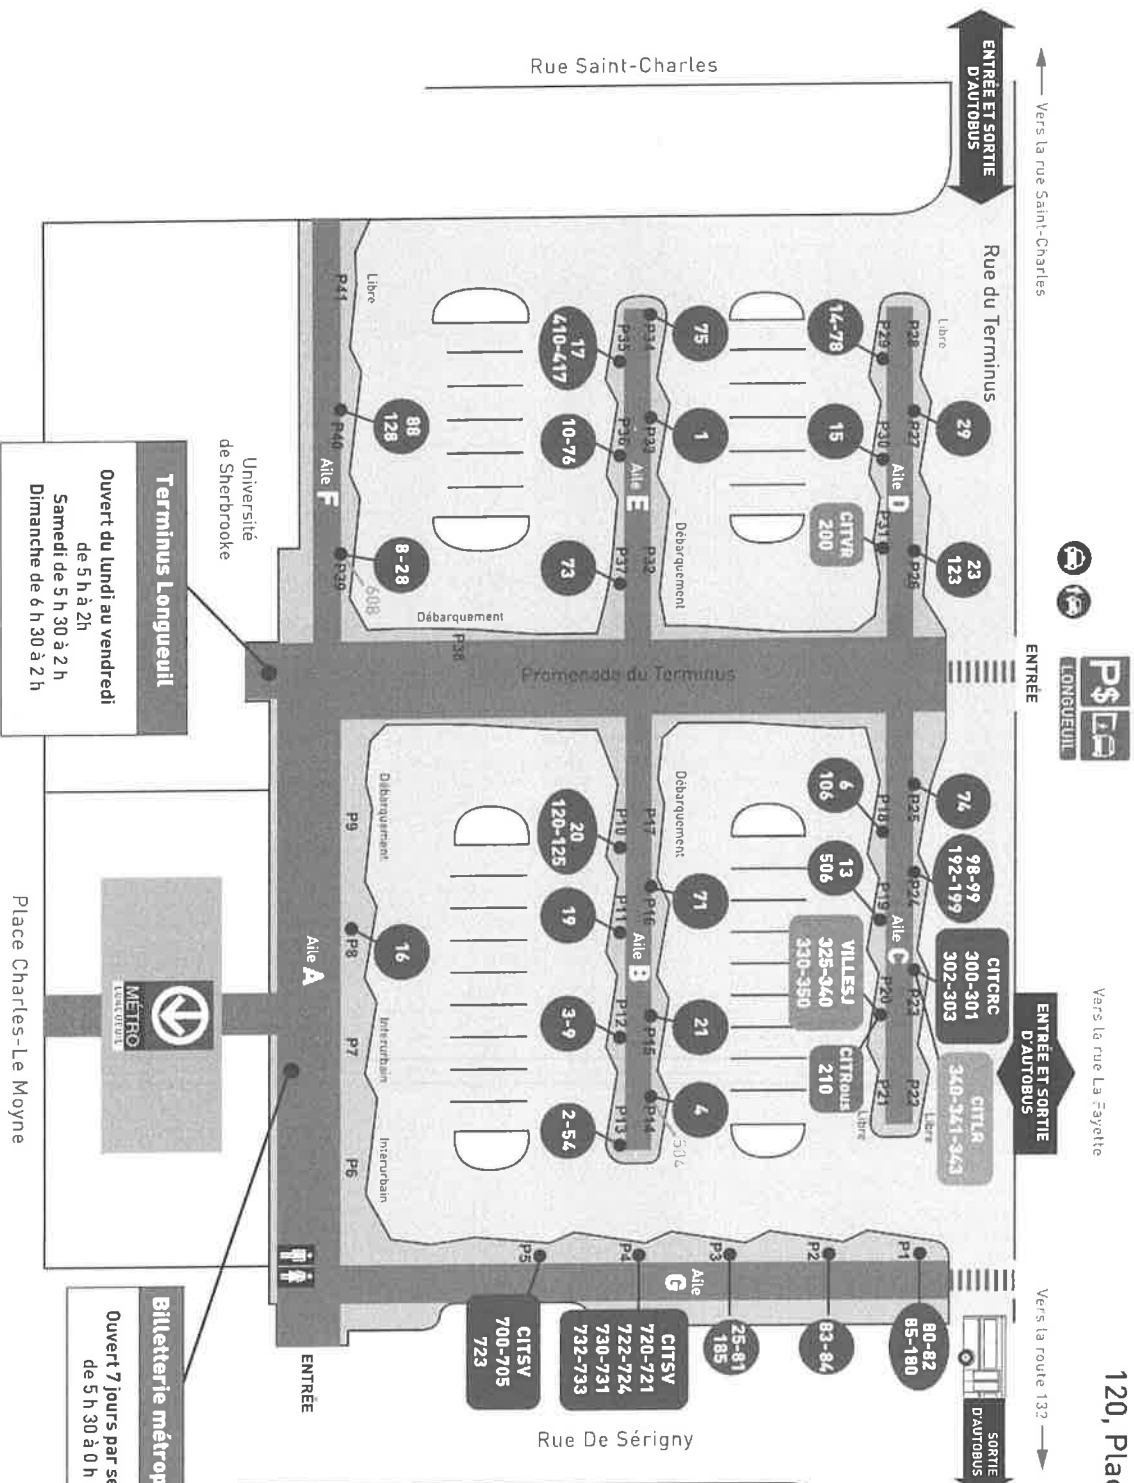 120, Plac
Vers la rue Saint-Charles
Vers la rue La Fayette
Vers la route 132
ENTRÉE ET SORTIE
D'AUTOBUS
P$
LONGUEUIL
ENTRÉE
ENTRÉE ET SORTIE
D'AUTOBUS
SORTIE
D'AUTOBUS
Rue du Terminus
Rue Saint-Charles
Libre
P28
29
P27
23
123
P26
Aile D
14-78
P29
15
P30
CITVR
200
P31
74
P25
98-99
192-199
P24
CITCRC
300-301
302-303
P23
CITLR
340-341-343
P22
Libre
Aile C
6
106
P18
13
506
P19
VILLESJ
325-340
330-350
P20
CITRous
210
P21
Libre
75
P34
1
P33
Débarquement
P32
Aile E
17
410-417
P35
10-76
P36
73
P37
Débarquement
P17
71
P16
21
P15
4
P14
504
Aile B
20
120-125
P10
19
P11
3-9
P12
2-54
P13
Promenade du Terminus
Débarquement
P38
Libre
P41
88
128
P40
8-28
P39
608
Aile F
Débarquement
P9
16
P8
Interurbain
P7
Interurbain
P6
Aile A
P1
80-82
85-180
P2
83-84
P3
25-81
185
P4
CITSV
720-721
722-724
730-731
732-733
P5
CITSV
700-705
723
Aile
G
Rue De Sérigny
ENTRÉE
Université
de Sherbrooke
Terminus Longueuil
Ouvert du lundi au vendredi
de 5 h à 2h
Samedi de 5 h 30 à 2 h
Dimanche de 6 h 30 à 2 h
MÉTRO
LONGUEUIL
Place Charles-Le Moyne
Billetterie métrop
Ouvert 7 jours par se
de 5 h 30 à 0 h